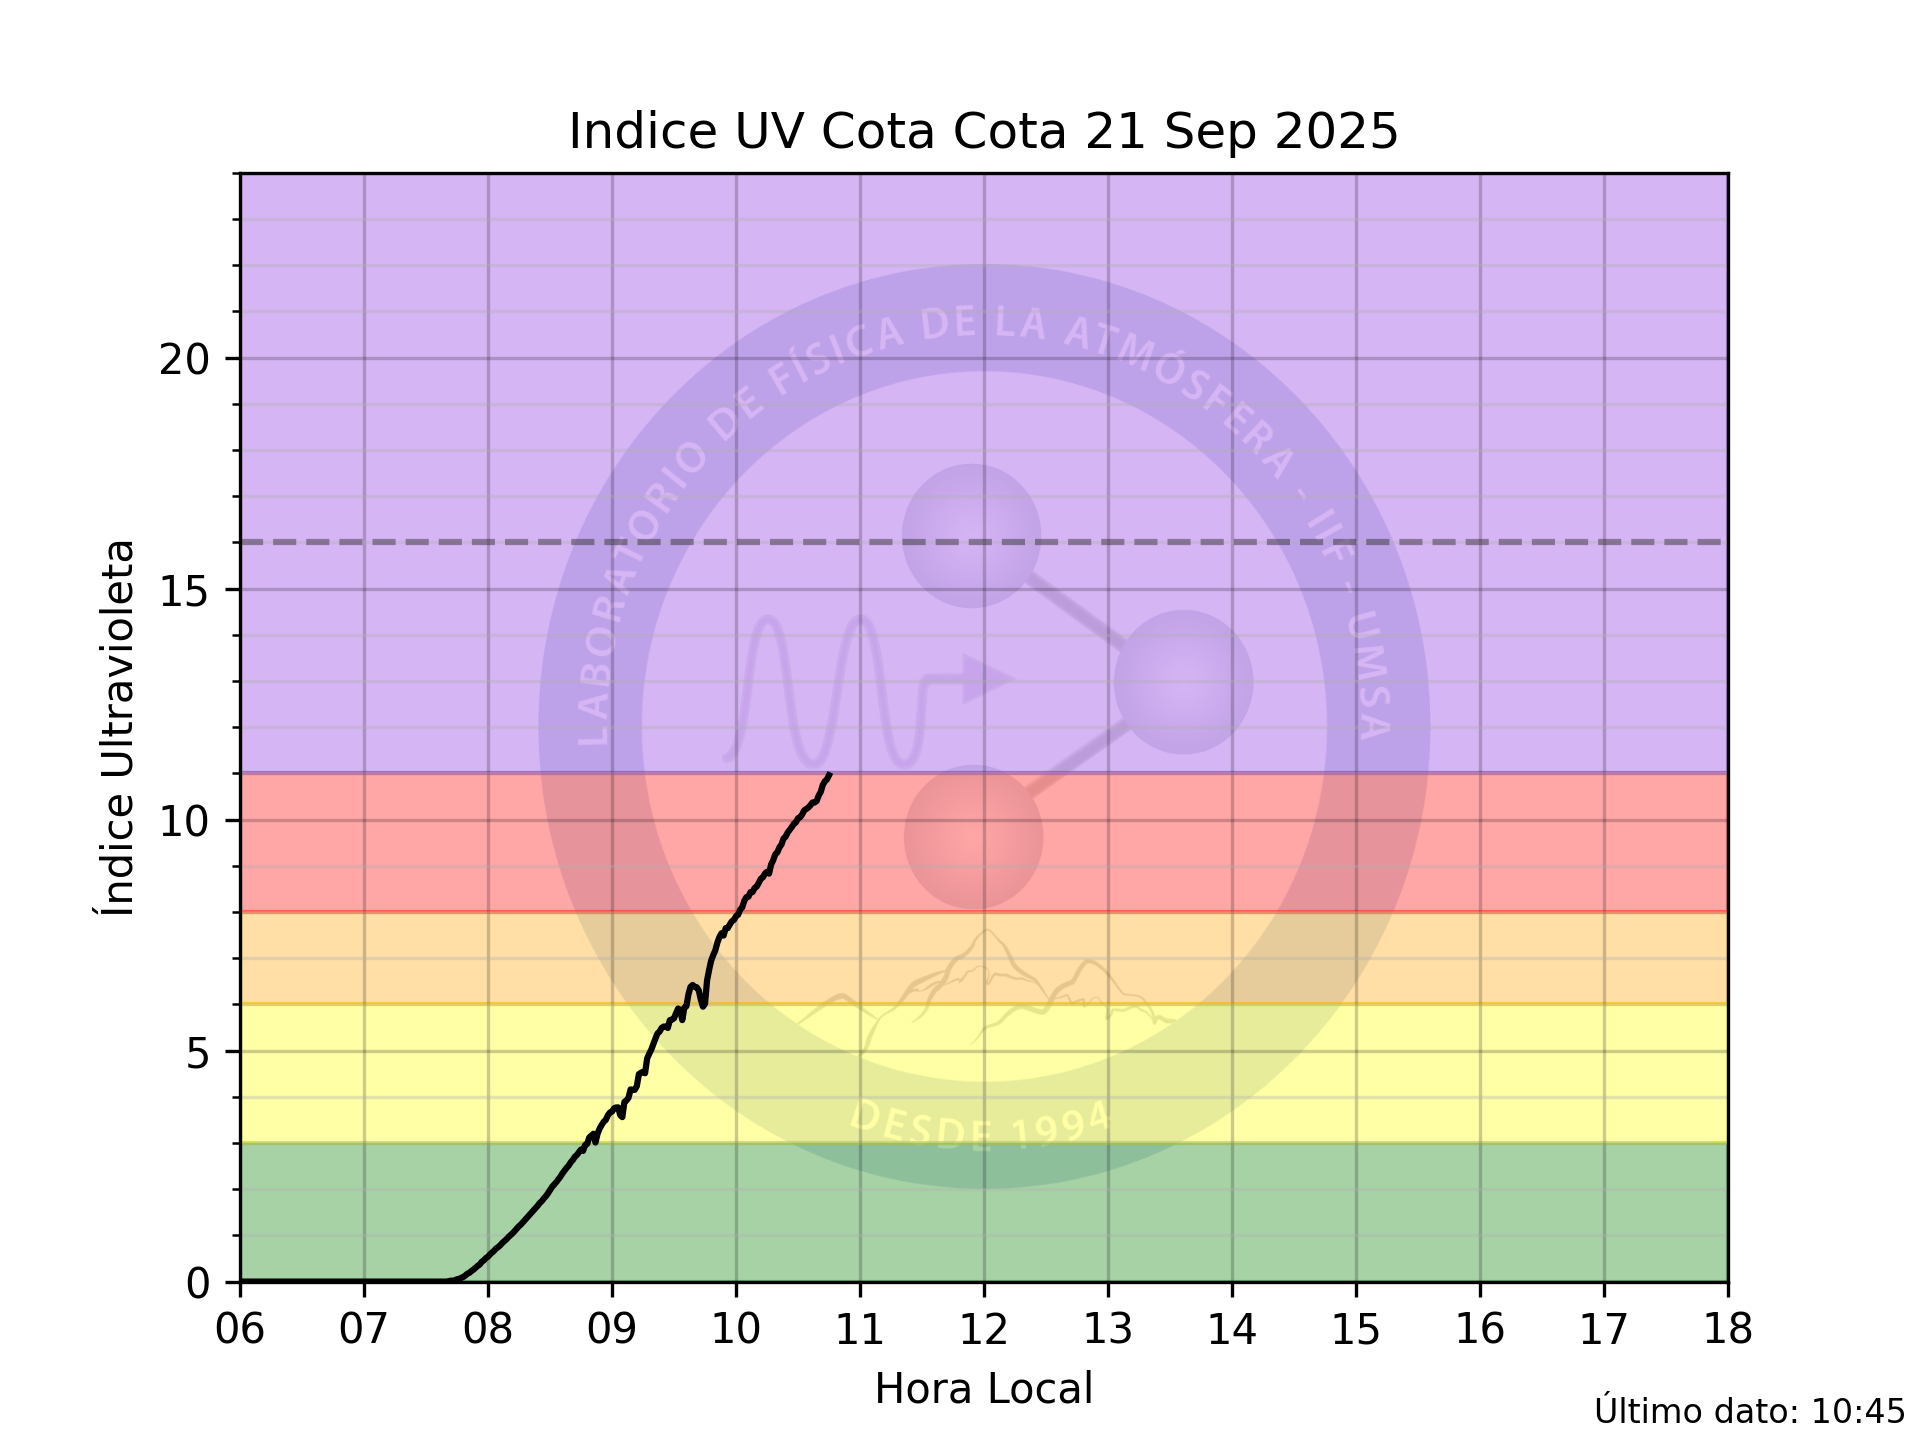 Indice UV Cota Cota 21 Sep 2025
Índice Ultravioleta
20
15
10
5
0
LABORATORIO DE FÍSICA DE LA ATMÓSFERA - IIF - UMSA
DESDE 1994
06 07 08 09 10 11 12 13 14 15 16 17 18
Hora Local
Último dato: 10:45